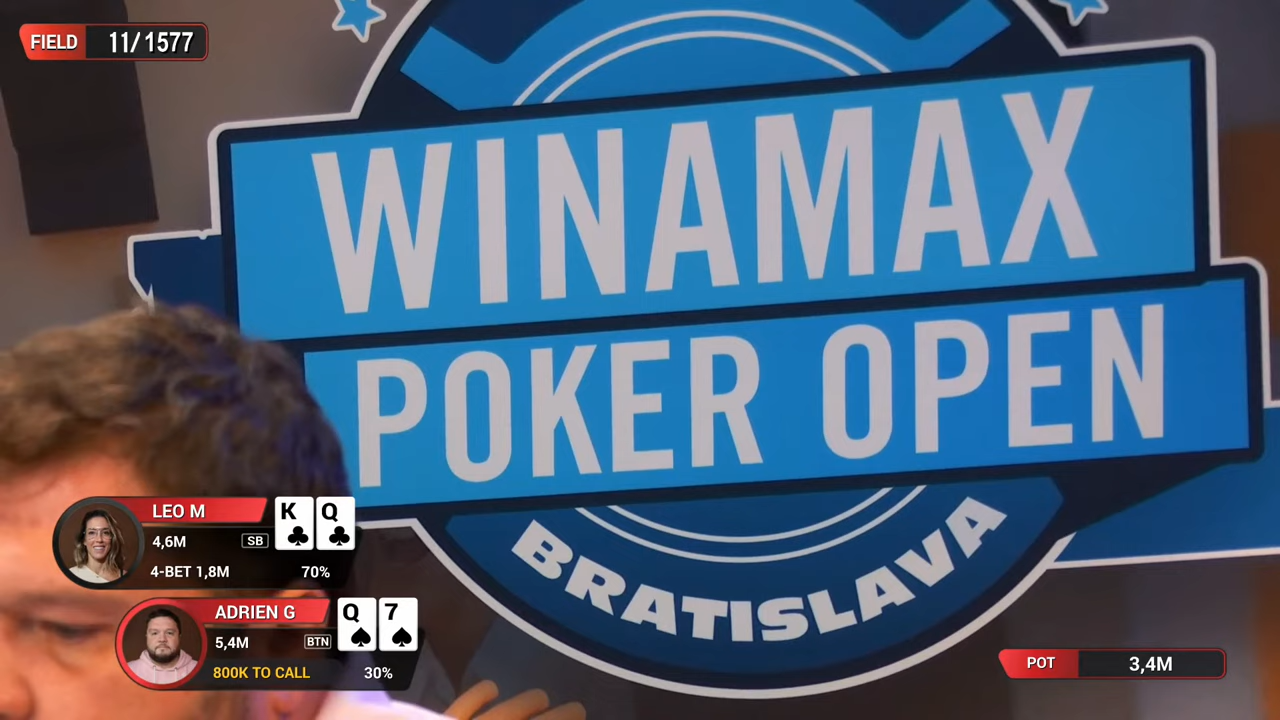 FIELD 11/1577
WINAMAX
POKER OPEN
BRATISLAVA
LEO M K Q
4,6M SB
4-BET 1,8M 70%
ADRIEN G Q 7
5,4M BTN
800K TO CALL 30%
POT 3,4M